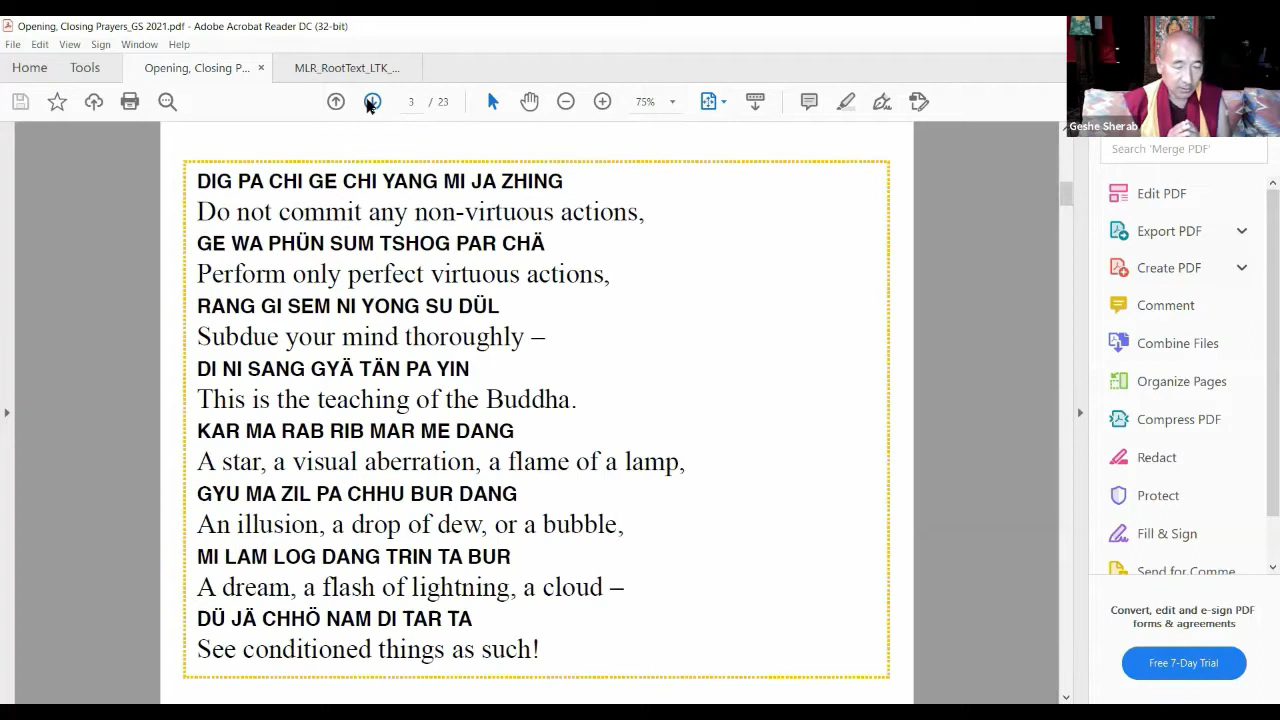 Opening, Closing Prayers_GS 2021.pdf - Adobe Acrobat Reader DC (32-bit)
File Edit View Sign Window Help
Home Tools Opening, Closing P... × MLR_RootText_LTK_...
3 / 23 75%
Geshe Sherab
Search 'Merge PDF'
DIG PA CHI GE CHI YANG MI JA ZHING
Do not commit any non-virtuous actions,
GE WA PHÜN SUM TSHOG PAR CHÄ
Perform only perfect virtuous actions,
RANG GI SEM NI YONG SU DÜL
Subdue your mind thoroughly –
DI NI SANG GYÄ TÄN PA YIN
This is the teaching of the Buddha.
KAR MA RAB RIB MAR ME DANG
A star, a visual aberration, a flame of a lamp,
GYU MA ZIL PA CHHU BUR DANG
An illusion, a drop of dew, or a bubble,
MI LAM LOG DANG TRIN TA BUR
A dream, a flash of lightning, a cloud –
DÜ JÄ CHHÖ NAM DI TAR TA
See conditioned things as such!
Edit PDF
Export PDF
Create PDF
Comment
Combine Files
Organize Pages
Compress PDF
Redact
Protect
Fill & Sign
Send for Comme
Convert, edit and e-sign PDF
forms & agreements
Free 7-Day Trial